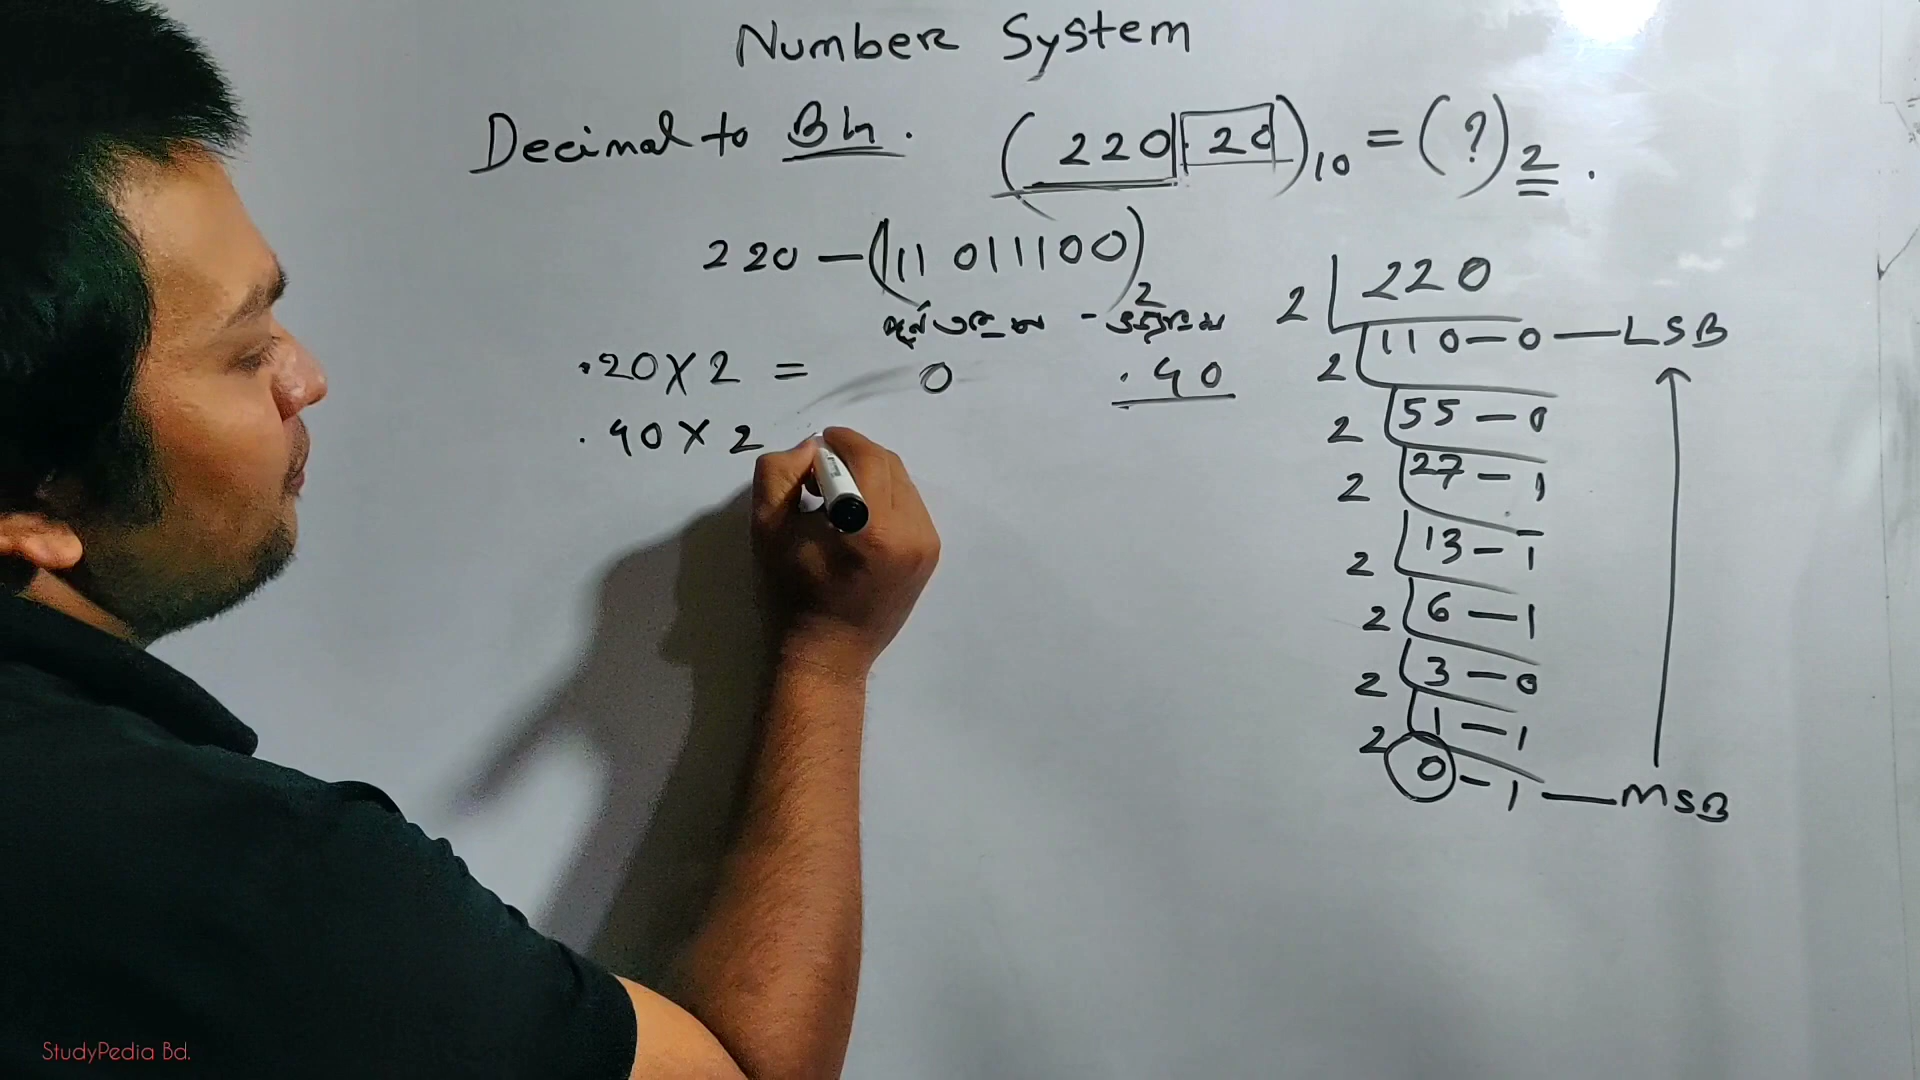 Number System
Decimal to Bin. (220.20)10 = (?)2.
220 – (11011100)2
পূর্ণ সংখ্যা - ভগ্নাংশ
.20 X 2 = 0 .40
.40 X 2
2 220
2 110 – 0 — LSB
2 55 – 0
2 27 – 1
2 13 – 1
2 6 – 1
2 3 – 0
2 1 – 1
0 – 1 — MSB
StudyPedia Bd.